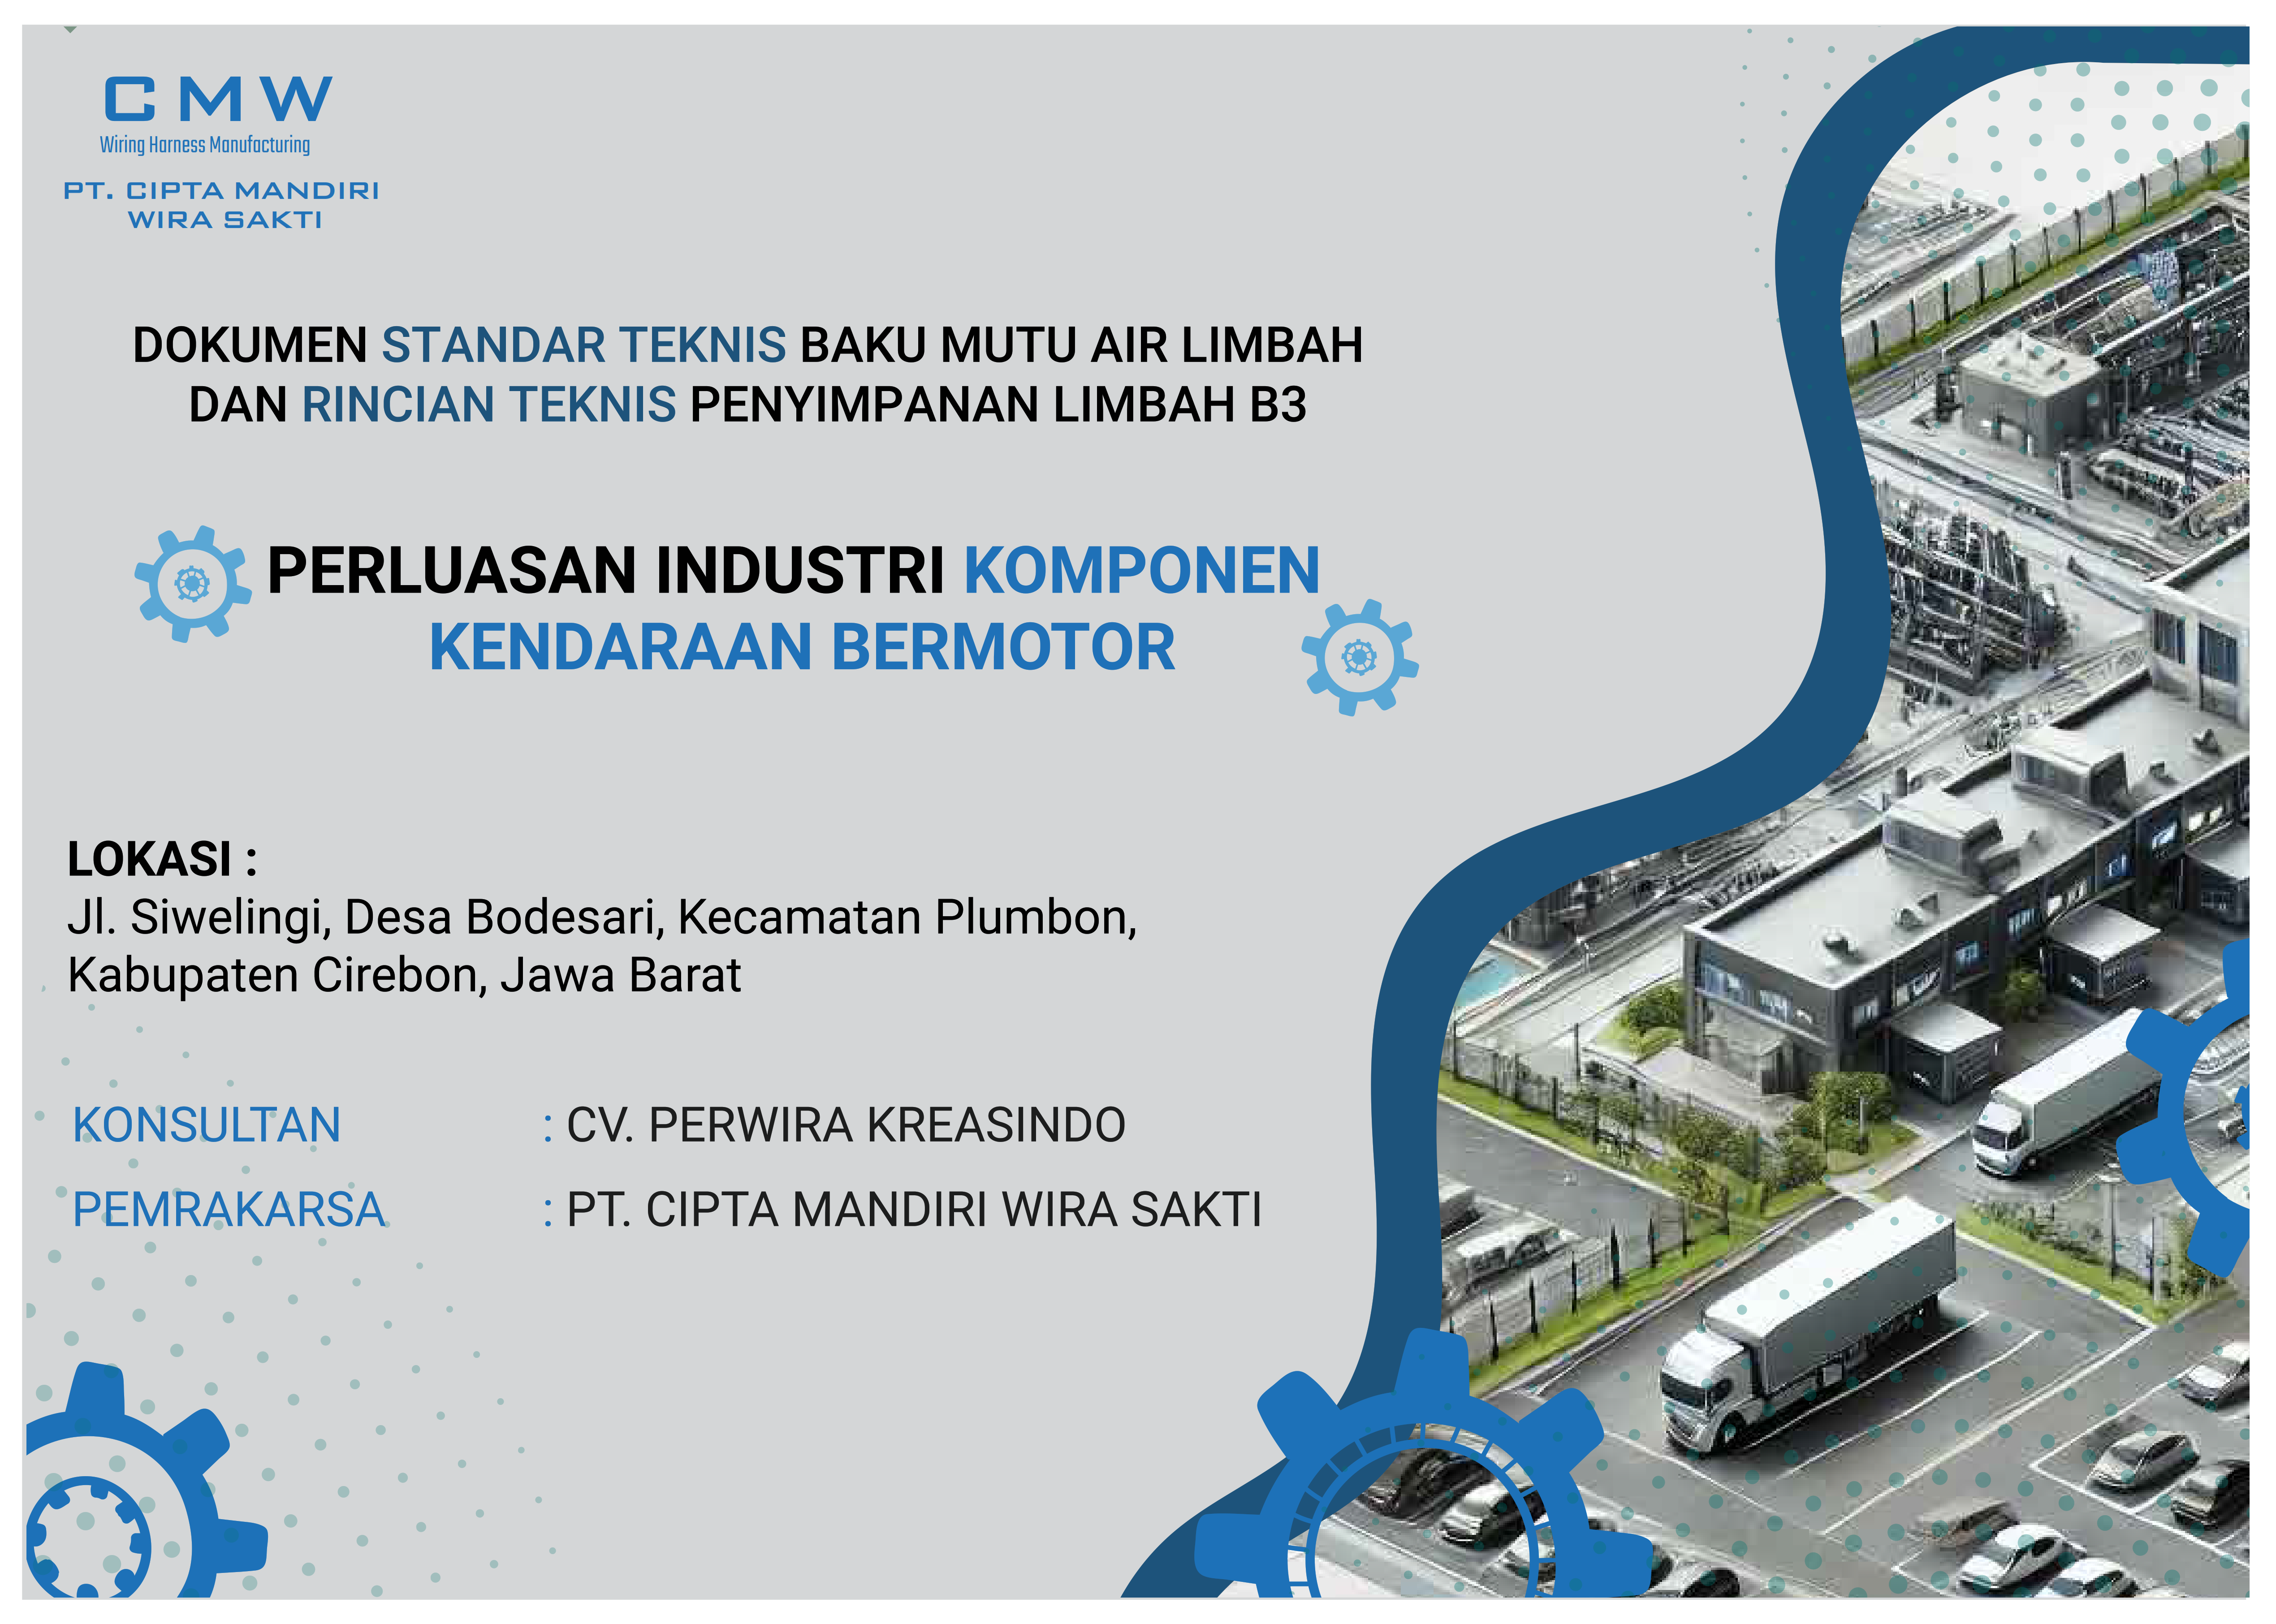 CMW
Wiring Harness Manufacturing
PT. CIPTA MANDIRI
WIRA SAKTI
DOKUMEN STANDAR TEKNIS BAKU MUTU AIR LIMBAH
DAN RINCIAN TEKNIS PENYIMPANAN LIMBAH B3
PERLUASAN INDUSTRI KOMPONEN
KENDARAAN BERMOTOR
LOKASI :
Jl. Siwelingi, Desa Bodesari, Kecamatan Plumbon,
Kabupaten Cirebon, Jawa Barat
KONSULTAN : CV. PERWIRA KREASINDO
PEMRAKARSA : PT. CIPTA MANDIRI WIRA SAKTI